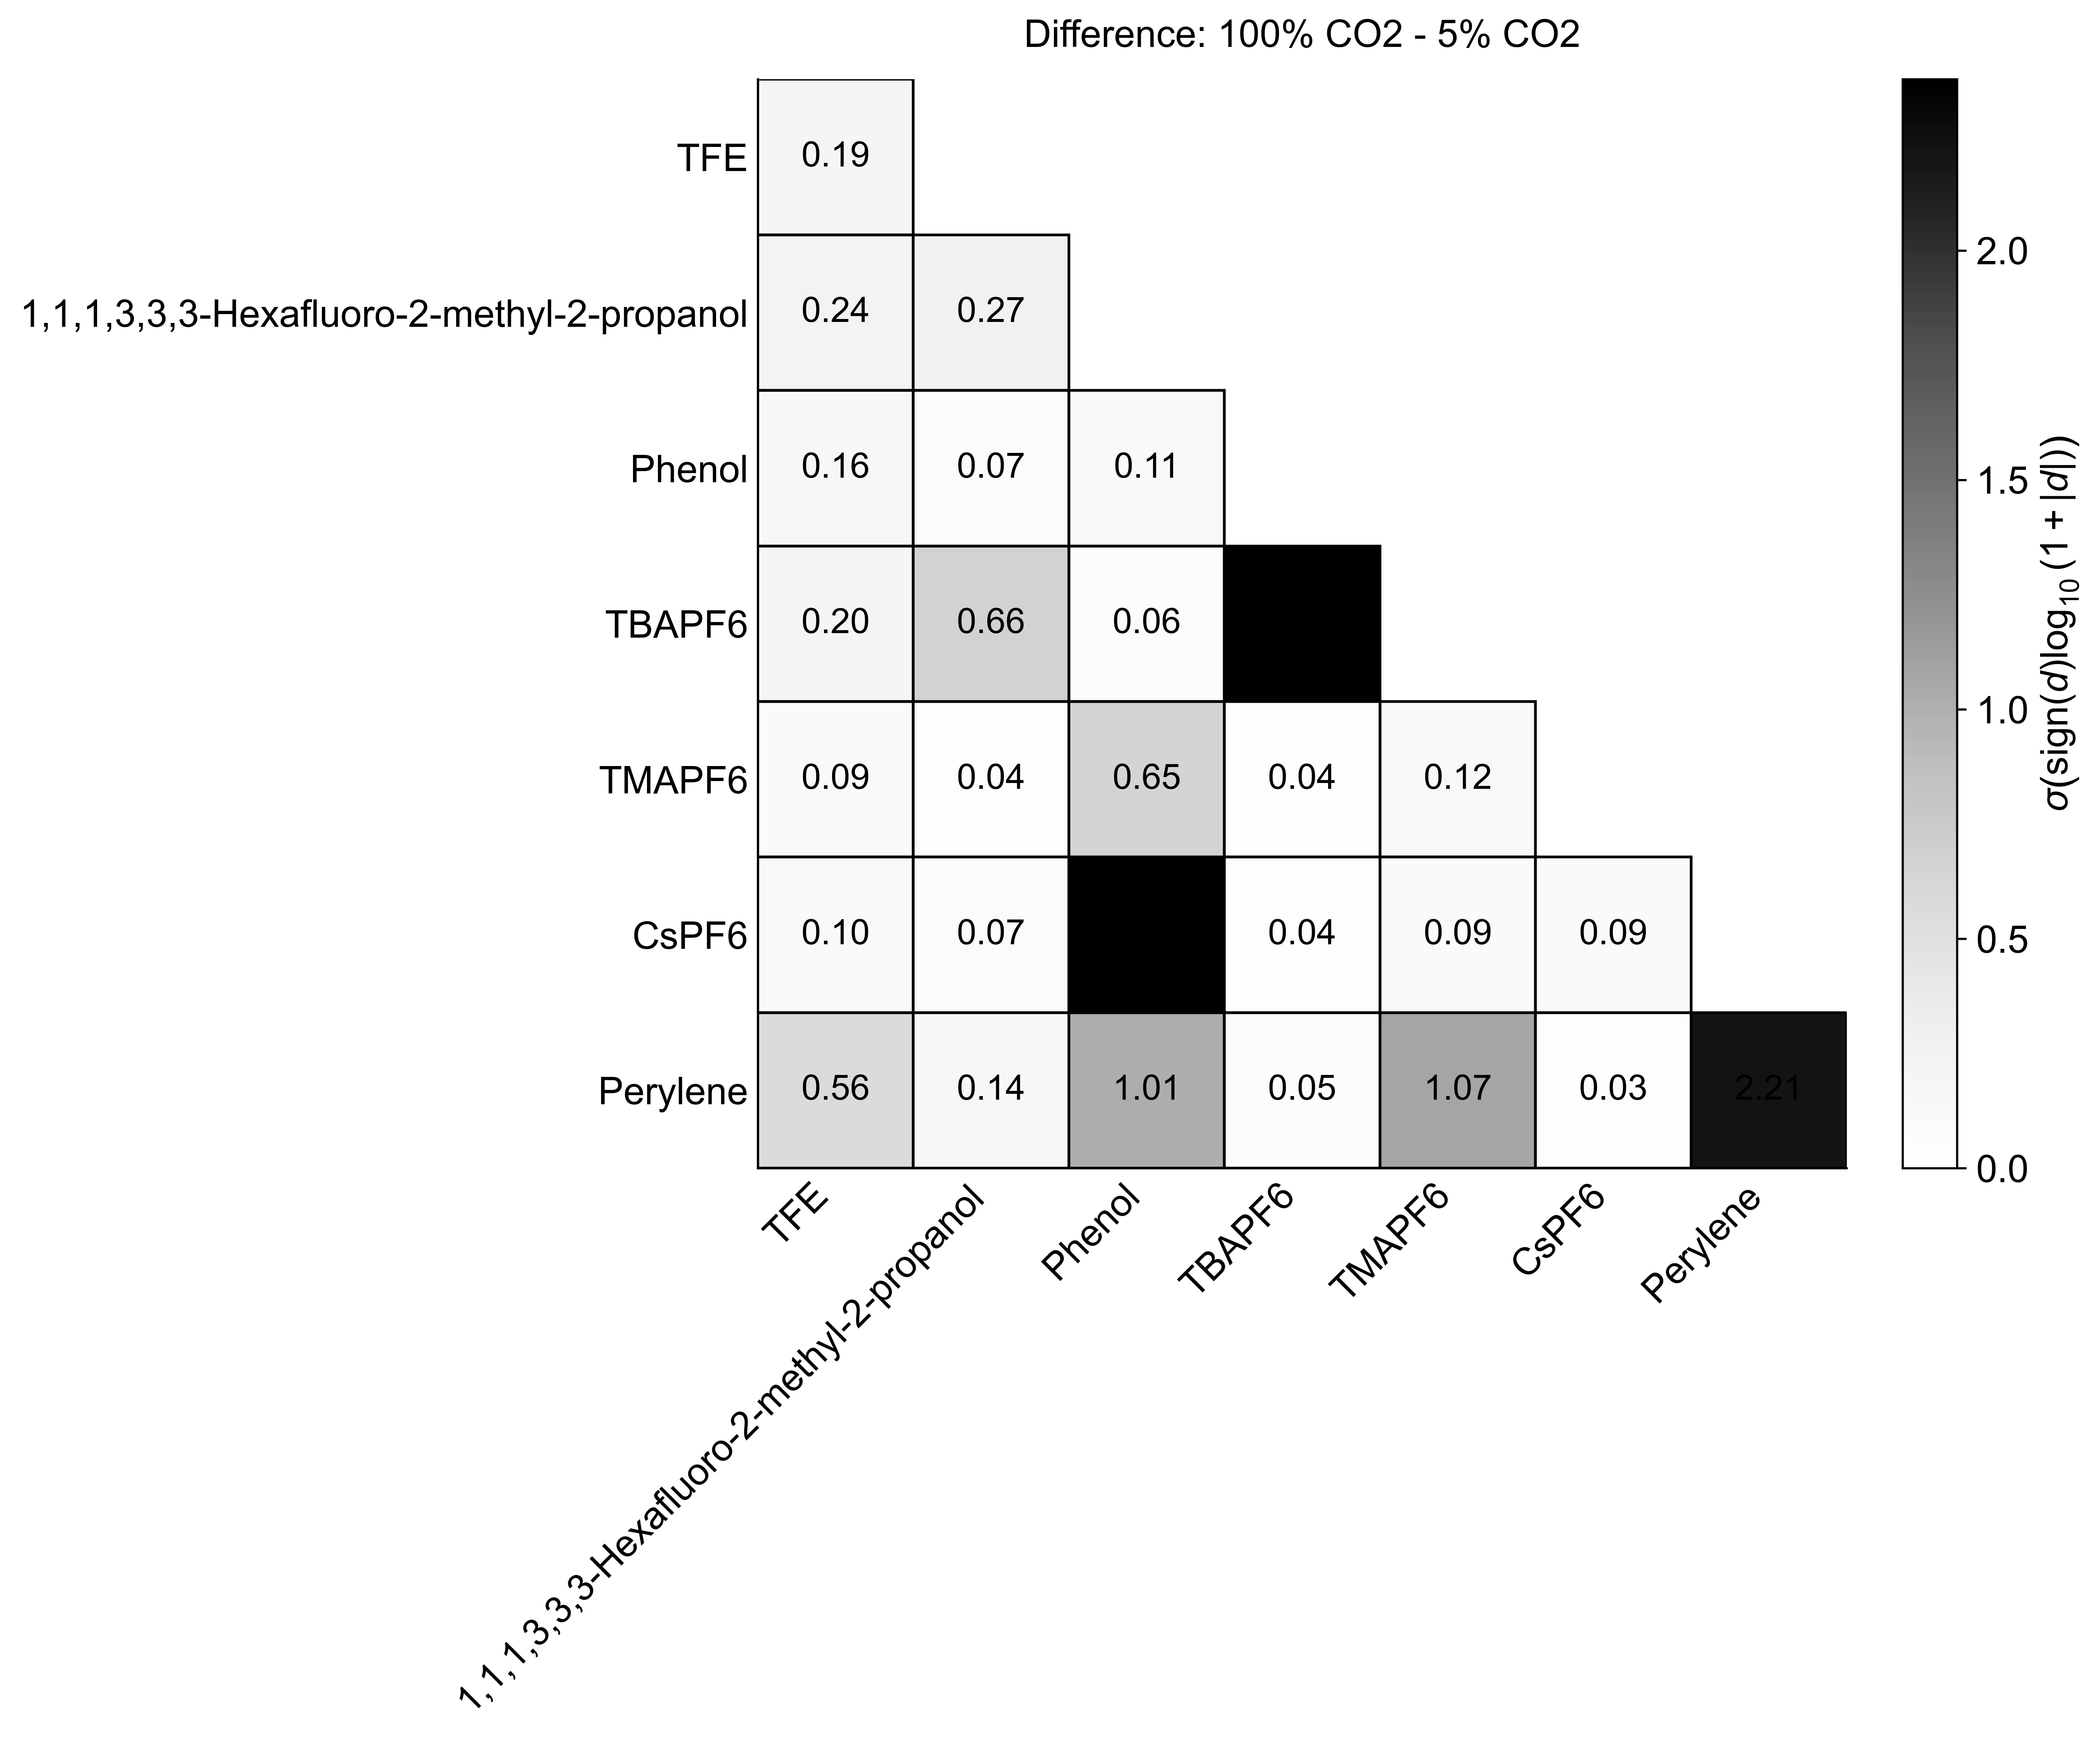 Difference: 100% CO2 - 5% CO2
TFE 0.19
1,1,1,3,3,3-Hexafluoro-2-methyl-2-propanol 0.24 0.27
Phenol 0.16 0.07 0.11
TBAPF6 0.20 0.66 0.06
TMAPF6 0.09 0.04 0.65 0.04 0.12
CsPF6 0.10 0.07 0.04 0.09 0.09
Perylene 0.56 0.14 1.01 0.05 1.07 0.03 2.21
TFE
1,1,1,3,3,3-Hexafluoro-2-methyl-2-propanol
Phenol
TBAPF6
TMAPF6
CsPF6
Perylene
2.0
1.5
1.0
0.5
0.0
σ(sign(d)log₁₀(1 + |d|))